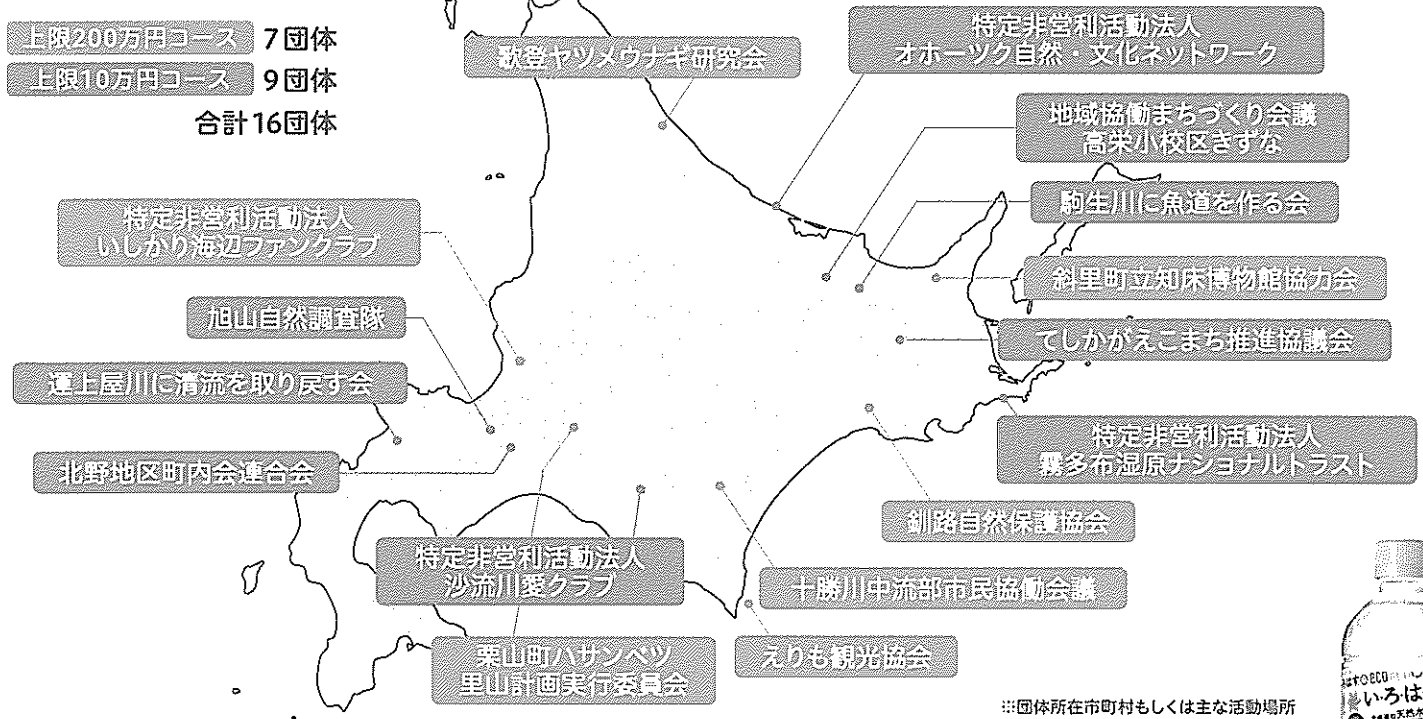 上限200万円コース 7団体
上限10万円コース 9団体
合計16団体
歌登ヤツメウナギ研究会
特定非営利活動法人
オホーツク自然・文化ネットワーク
地域協働まちづくり会議
高栄小校区きずな
駒生川に魚道を作る会
斜里町立知床博物館協力会
てしかがえこまち推進協議会
特定非営利活動法人
霧多布湿原ナショナルトラスト
釧路自然保護協会
十勝川中流部市民協働会議
えりも観光協会
特定非営利活動法人
いしかり海辺ファンクラブ
旭山自然調査隊
運上屋川に清流を取り戻す会
北野地区町内会連合会
特定非営利活動法人
沙流川愛クラブ
栗山町ハサンベツ
里山計画実行委員会
※団体所在市町村もしくは主な活動場所
い・ろ・は